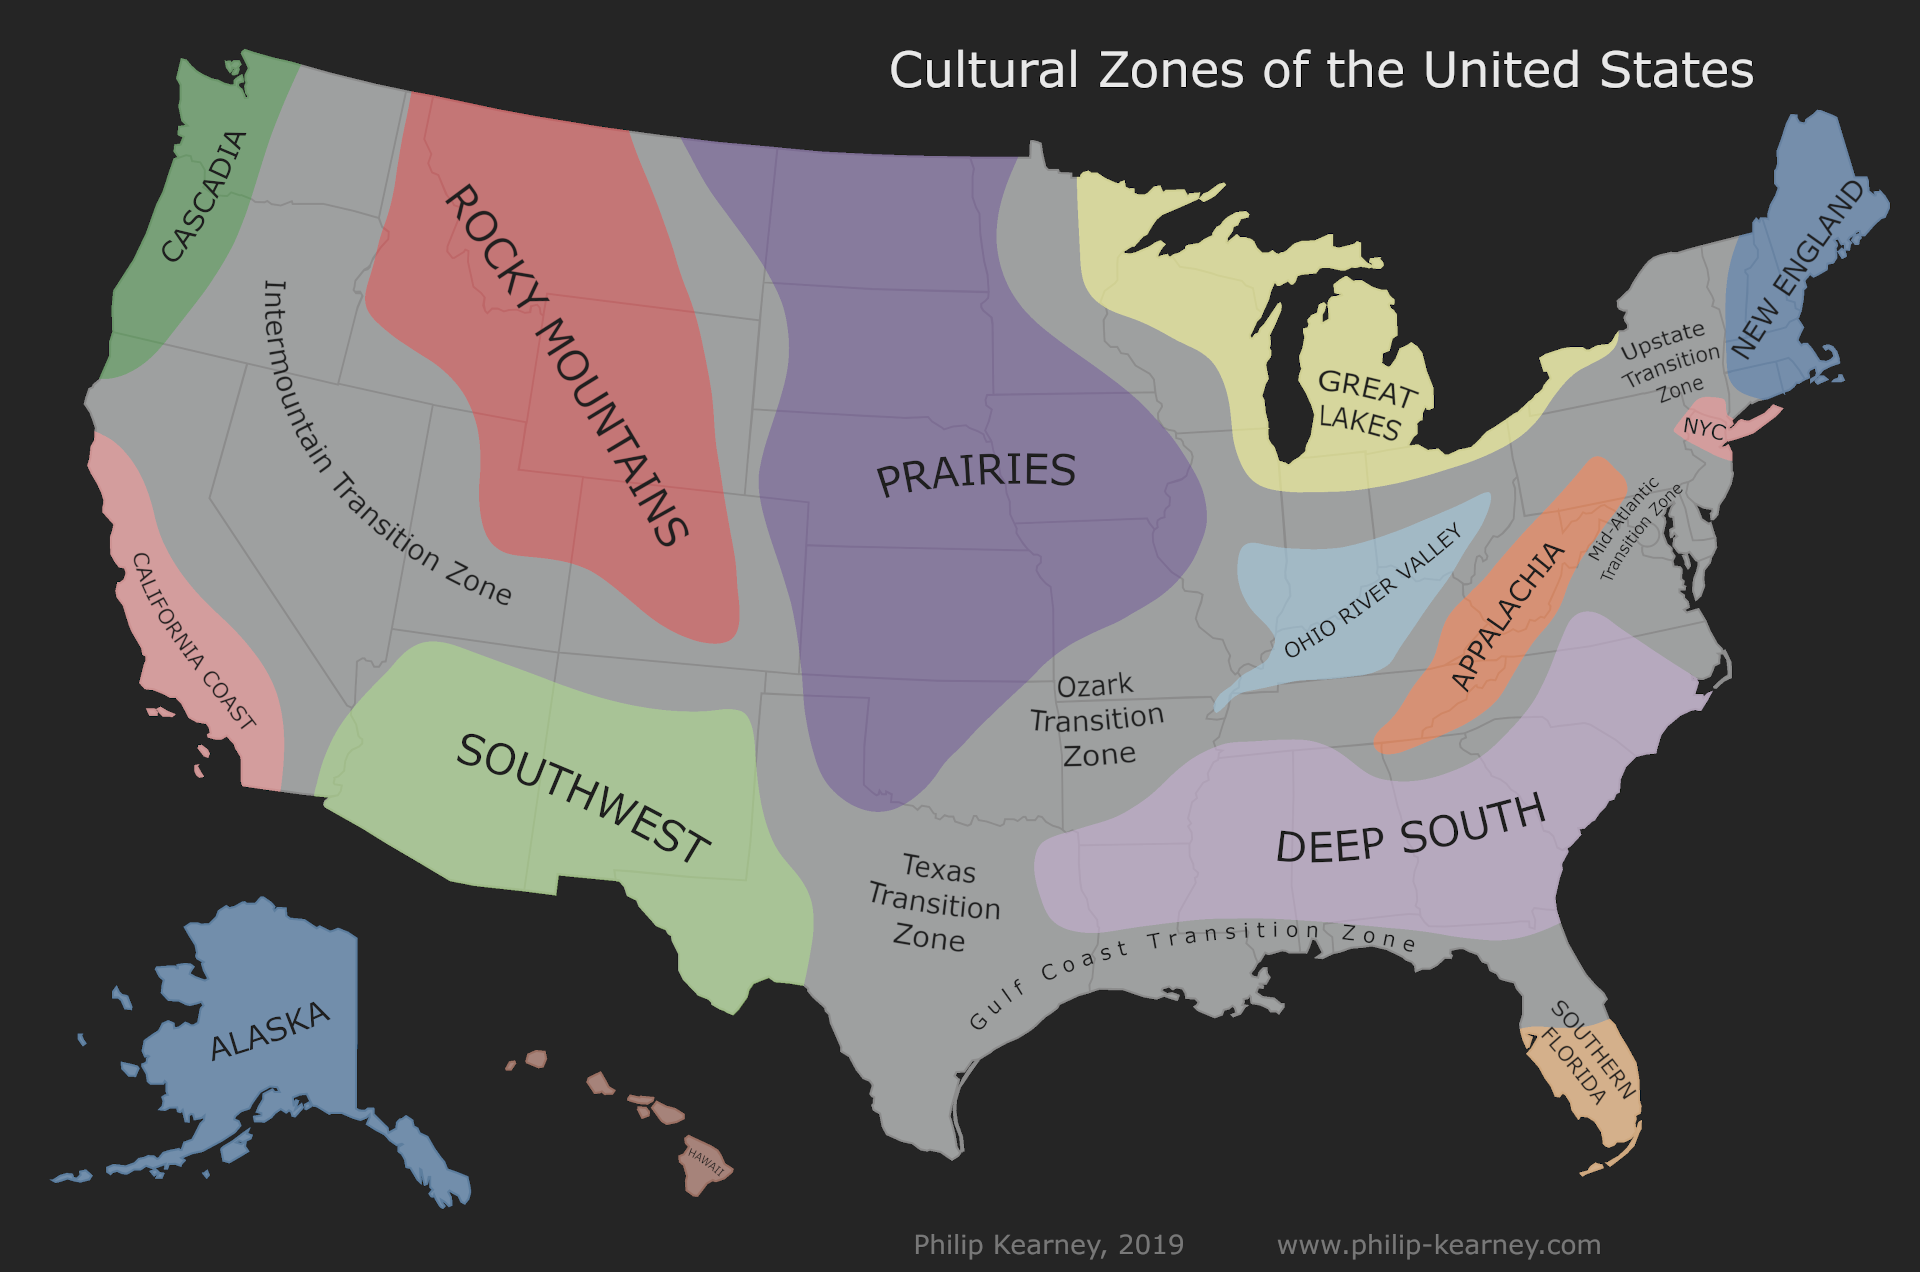 Cultural Zones of the United States
CASCADIA
ROCKY MOUNTAINS
Intermountain Transition Zone
PRAIRIES
GREAT
LAKES
Upstate
Transition
Zone
NEW ENGLAND
NYC
Mid-Atlantic
Transition Zone
OHIO RIVER VALLEY
APPALACHIA
CALIFORNIA COAST
SOUTHWEST
Ozark
Transition
Zone
DEEP SOUTH
Texas
Transition
Zone
Gulf Coast Transition Zone
SOUTHERN
FLORIDA
ALASKA
HAWAII
Philip Kearney, 2019
www.philip-kearney.com